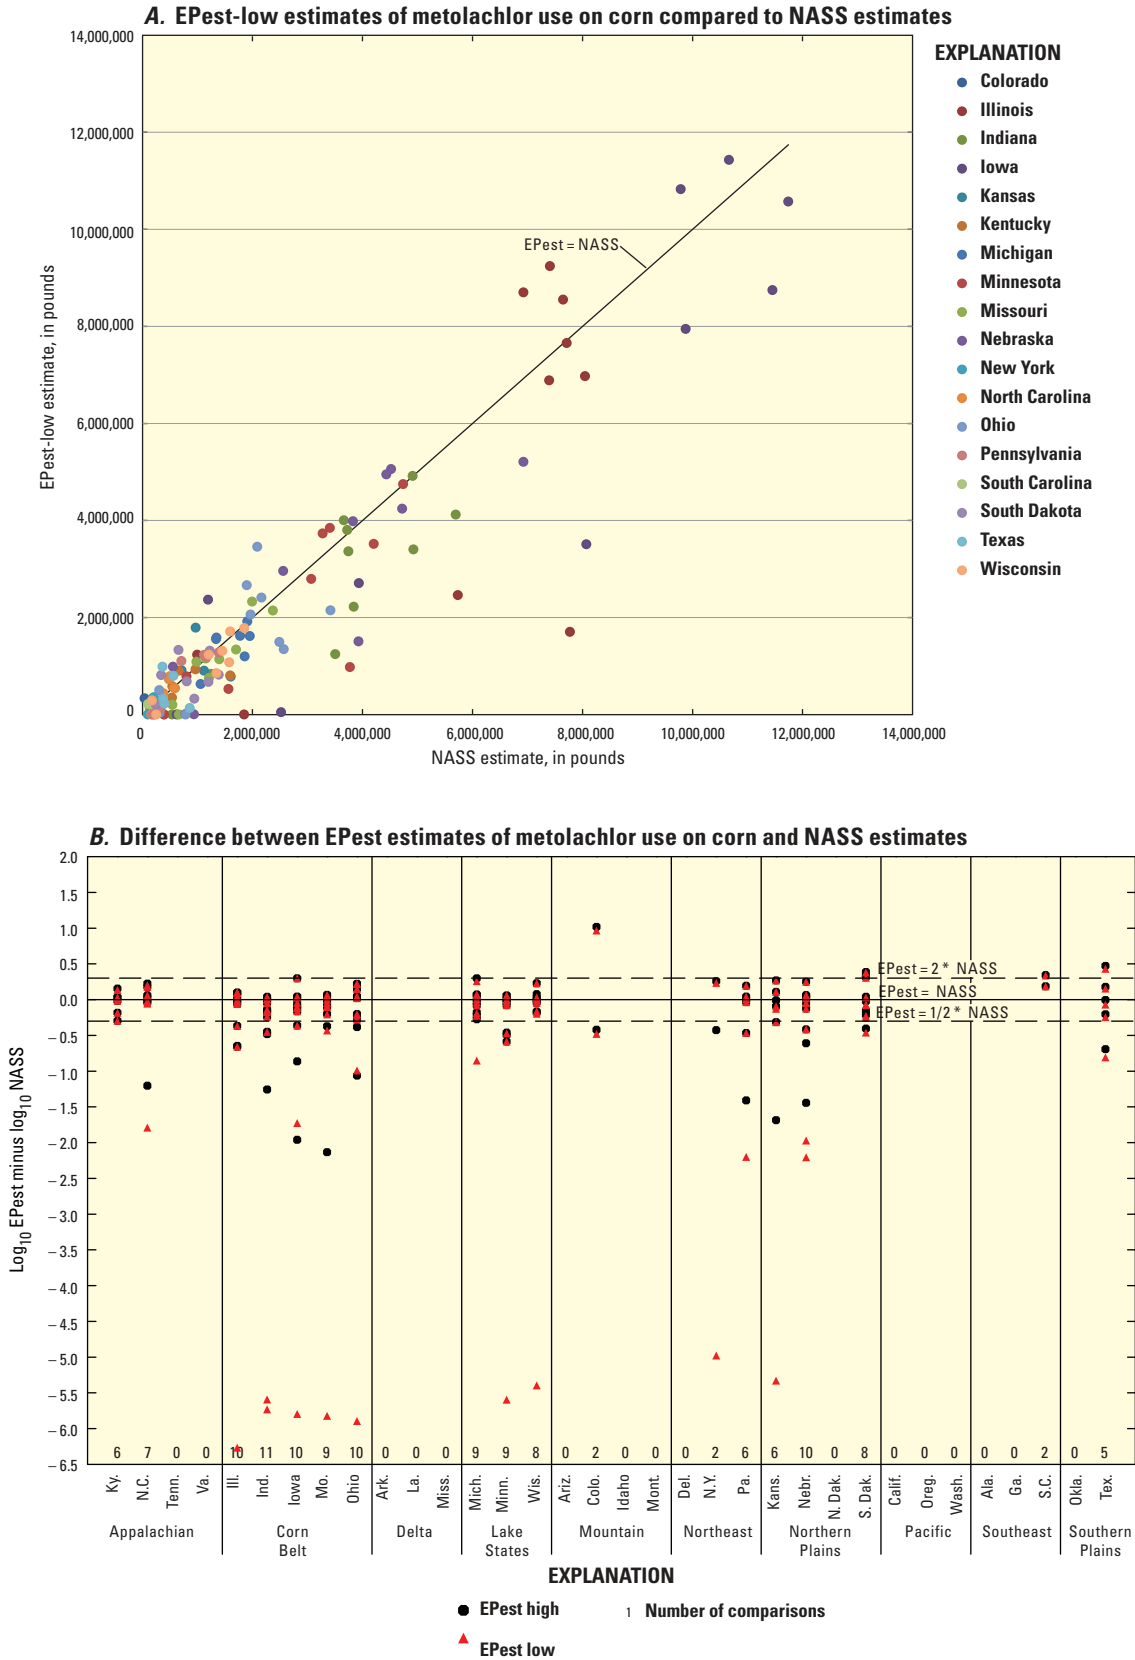 A. EPest-low estimates of metolachlor use on corn compared to NASS estimates
14,000,000
12,000,000
10,000,000
8,000,000
6,000,000
4,000,000
2,000,000
0
EPest-low estimate, in pounds
EPest = NASS
0 2,000,000 4,000,000 6,000,000 8,000,000 10,000,000 12,000,000 14,000,000
NASS estimate, in pounds
EXPLANATION
Colorado
Illinois
Indiana
Iowa
Kansas
Kentucky
Michigan
Minnesota
Missouri
Nebraska
New York
North Carolina
Ohio
Pennsylvania
South Carolina
South Dakota
Texas
Wisconsin
B. Difference between EPest estimates of metolachlor use on corn and NASS estimates
2.0
1.5
1.0
0.5
0.0
−0.5
−1.0
−1.5
−2.0
−2.5
−3.0
−3.5
−4.0
−4.5
−5.0
−5.5
−6.0
−6.5
Log10 EPest minus log10 NASS
EPest = 2 * NASS
EPest = NASS
EPest = 1/2 * NASS
6 7 0 0 10 11 10 9 10 0 0 0 9 9 8 0 2 0 0 0 2 6 6 10 0 8 0 0 0 0 0 2 0 5
Ky. N.C. Tenn. Va. Ill. Ind. Iowa Mo. Ohio Ark. La. Miss. Mich. Minn. Wis. Ariz. Colo. Idaho Mont. Del. N.Y. Pa. Kans. Nebr. N. Dak. S. Dak. Calif. Oreg. Wash. Ala. Ga. S.C. Okla. Tex.
Appalachian Corn Delta Lake Mountain Northeast Northern Pacific Southeast Southern
Belt States Plains Plains
EXPLANATION
EPest high 1 Number of comparisons
EPest low